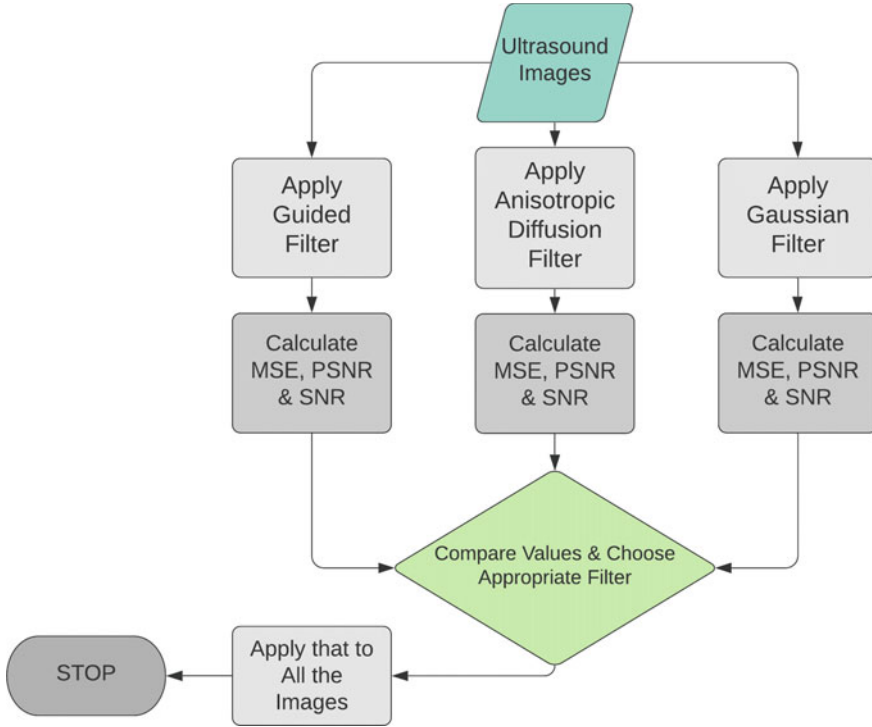 Ultrasound
Images
Apply
Guided
Filter
Apply
Anisotropic
Diffusion
Filter
Apply
Gaussian
Filter
Calculate
MSE, PSNR
& SNR
Calculate
MSE, PSNR
& SNR
Calculate
MSE, PSNR
& SNR
Compare Values & Choose
Appropriate Filter
Apply that to
All the
Images
STOP